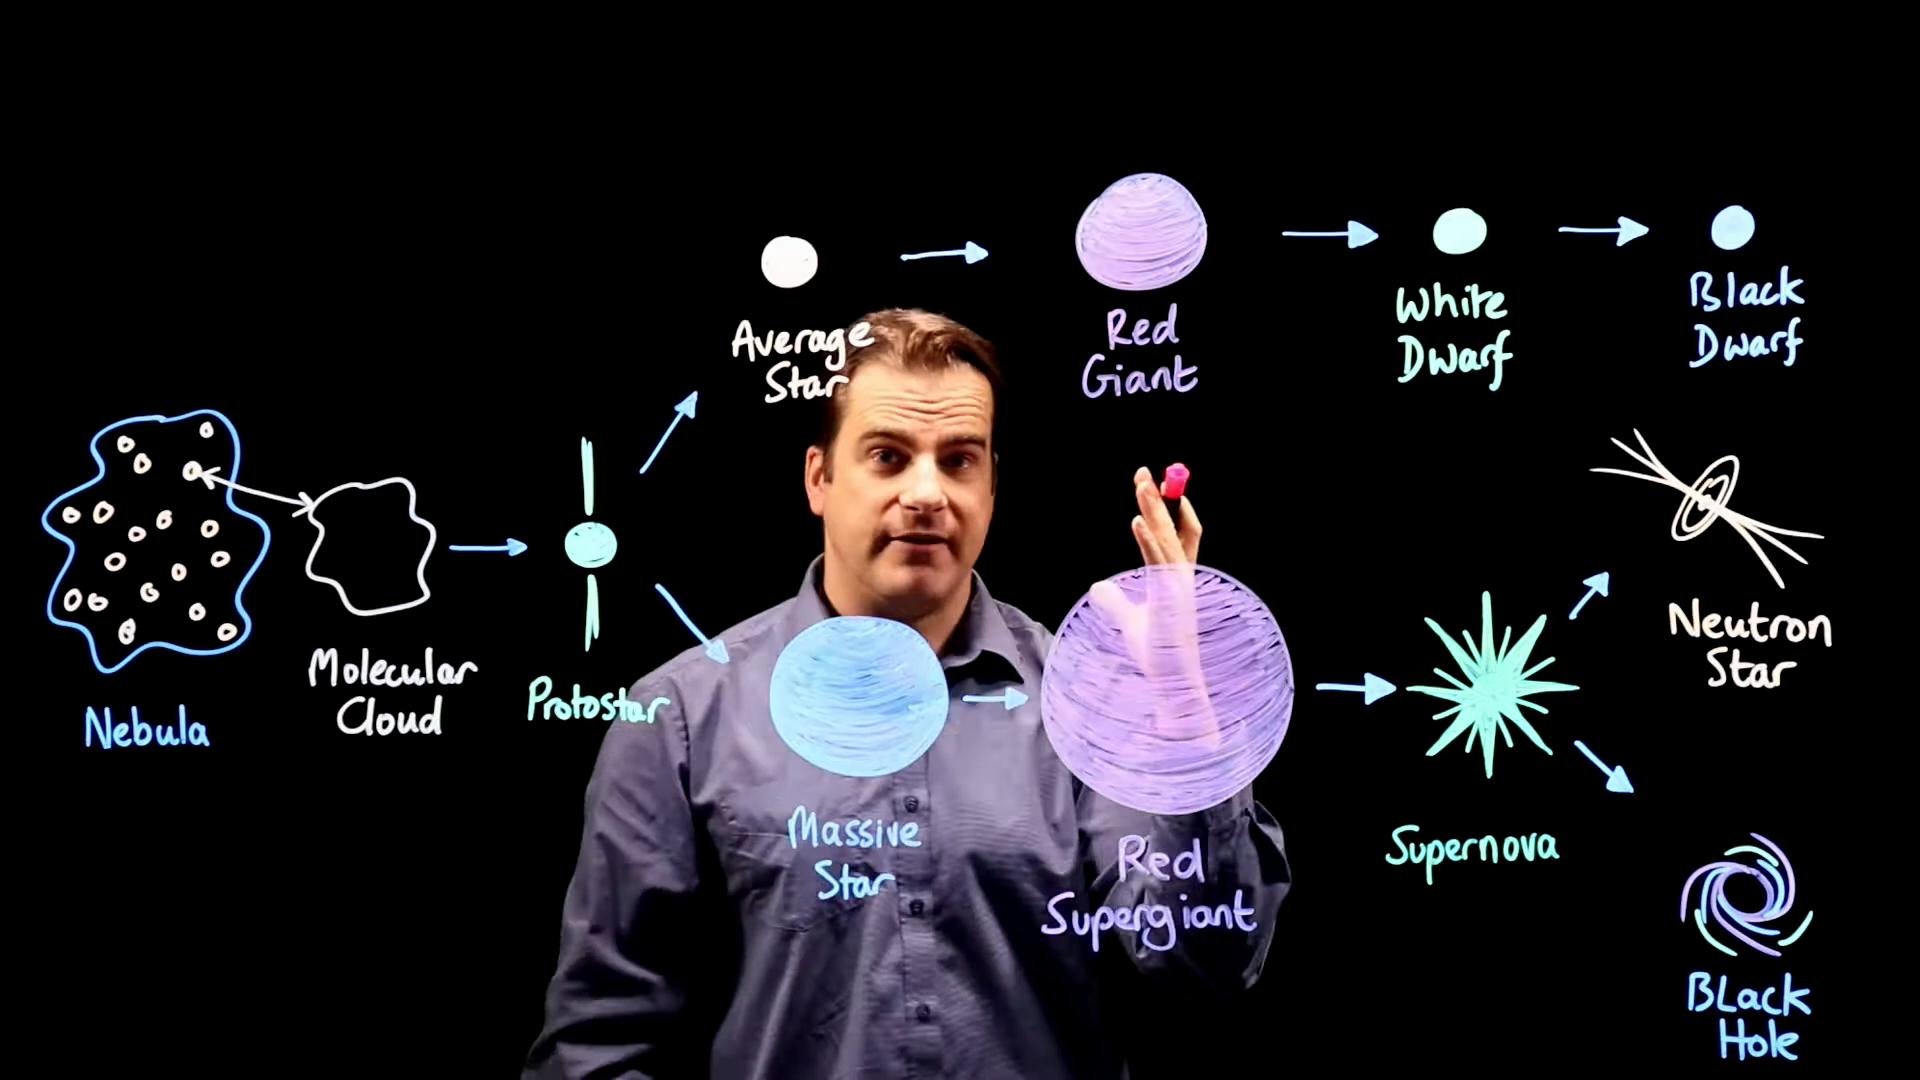 Nebula
Molecular
Cloud
Protostar
Average
Star
Red
Giant
White
Dwarf
Black
Dwarf
Massive
Star
Red
Supergiant
Supernova
Neutron
Star
BLack
Hole